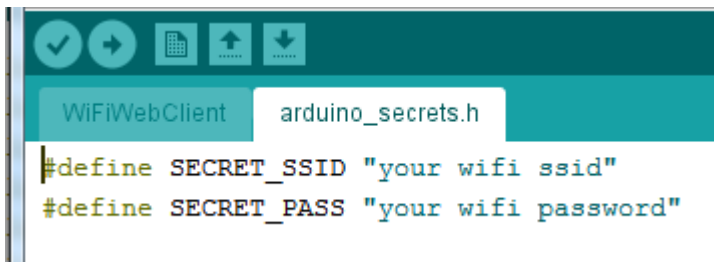 WiFiWebClient arduino_secrets.h
#define SECRET_SSID "your wifi ssid"
#define SECRET_PASS "your wifi password"